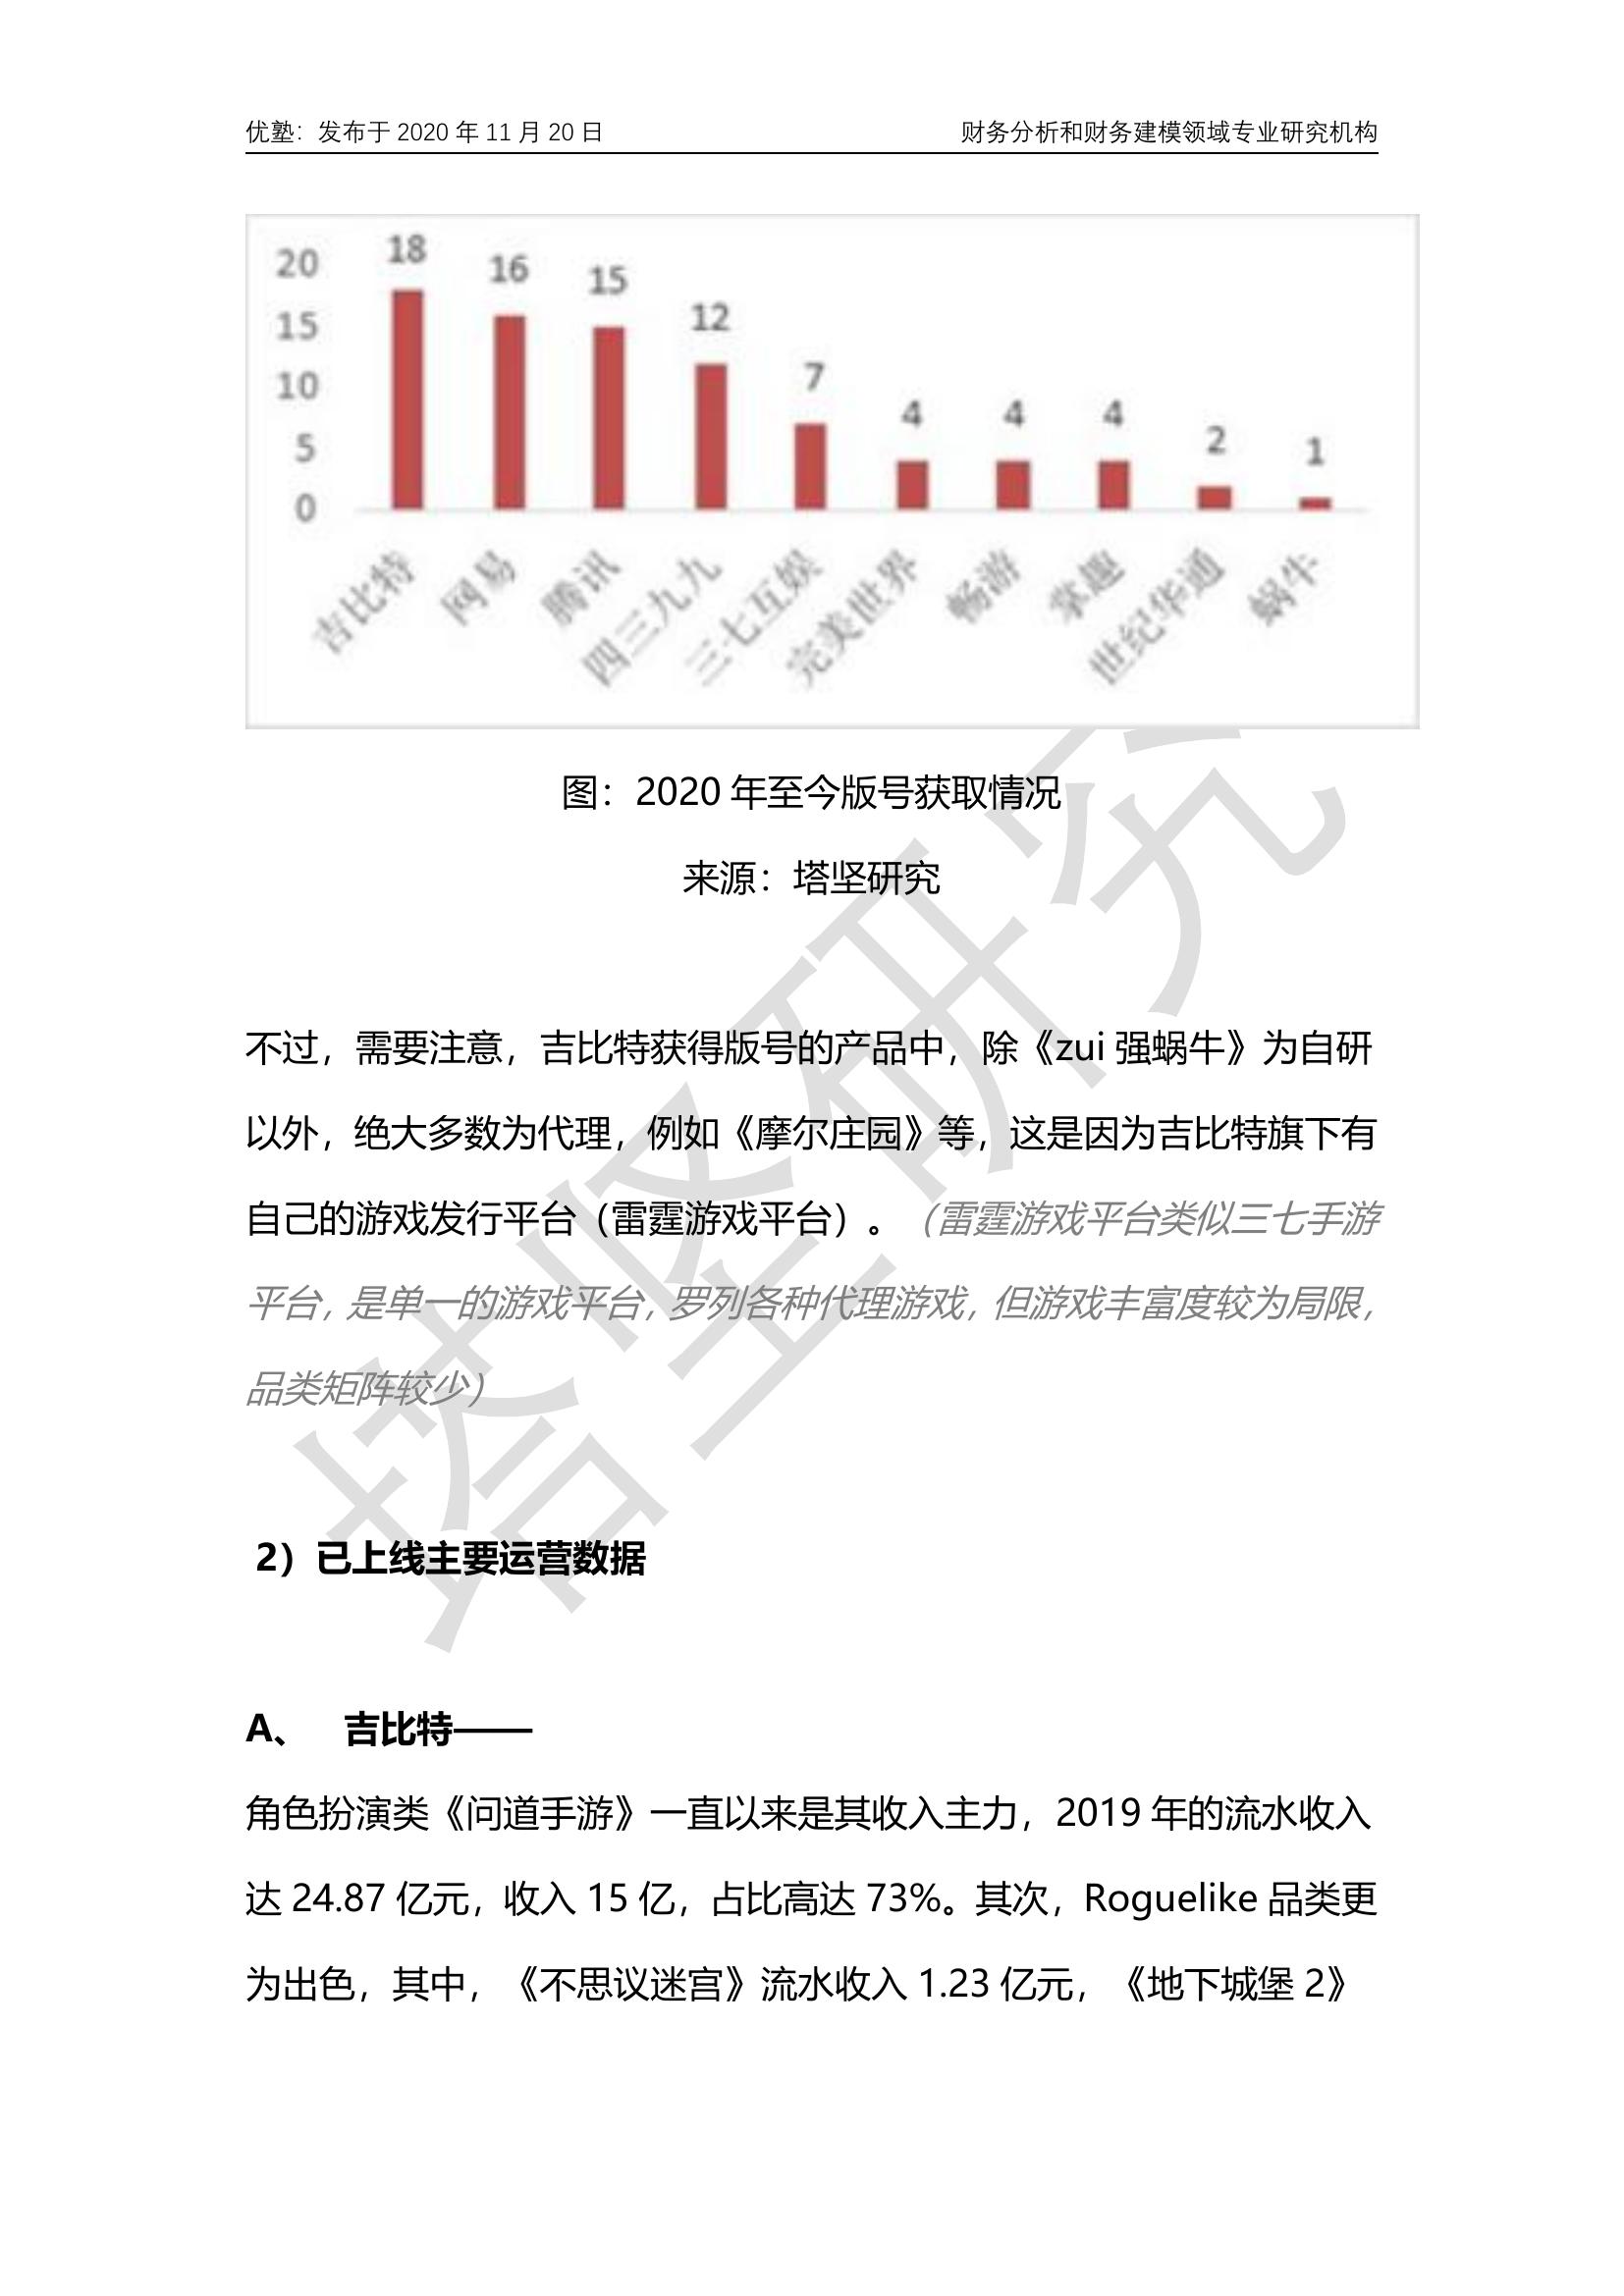 优塾：发布于 2020 年 11 月 20 日
财务分析和财务建模领域专业研究机构
20
15
10
5
0
18
16
15
12
7
4
4
4
2
1
吉比特
网易
腾讯
四三九九
三七互娱
完美世界
畅游
掌趣
世纪华通
蜗牛
图：2020 年至今版号获取情况
来源：塔坚研究
不过，需要注意，吉比特获得版号的产品中，除《zui 强蜗牛》为自研
以外，绝大多数为代理，例如《摩尔庄园》等，这是因为吉比特旗下有
自己的游戏发行平台（雷霆游戏平台）。（雷霆游戏平台类似三七手游
平台，是单一的游戏平台，罗列各种代理游戏，但游戏丰富度较为局限，
品类矩阵较少）
2）已上线主要运营数据
A、 吉比特——
角色扮演类《问道手游》一直以来是其收入主力，2019 年的流水收入
达 24.87 亿元，收入 15 亿，占比高达 73%。其次，Roguelike 品类更
为出色，其中，《不思议迷宫》流水收入 1.23 亿元，《地下城堡 2》
塔坚研究